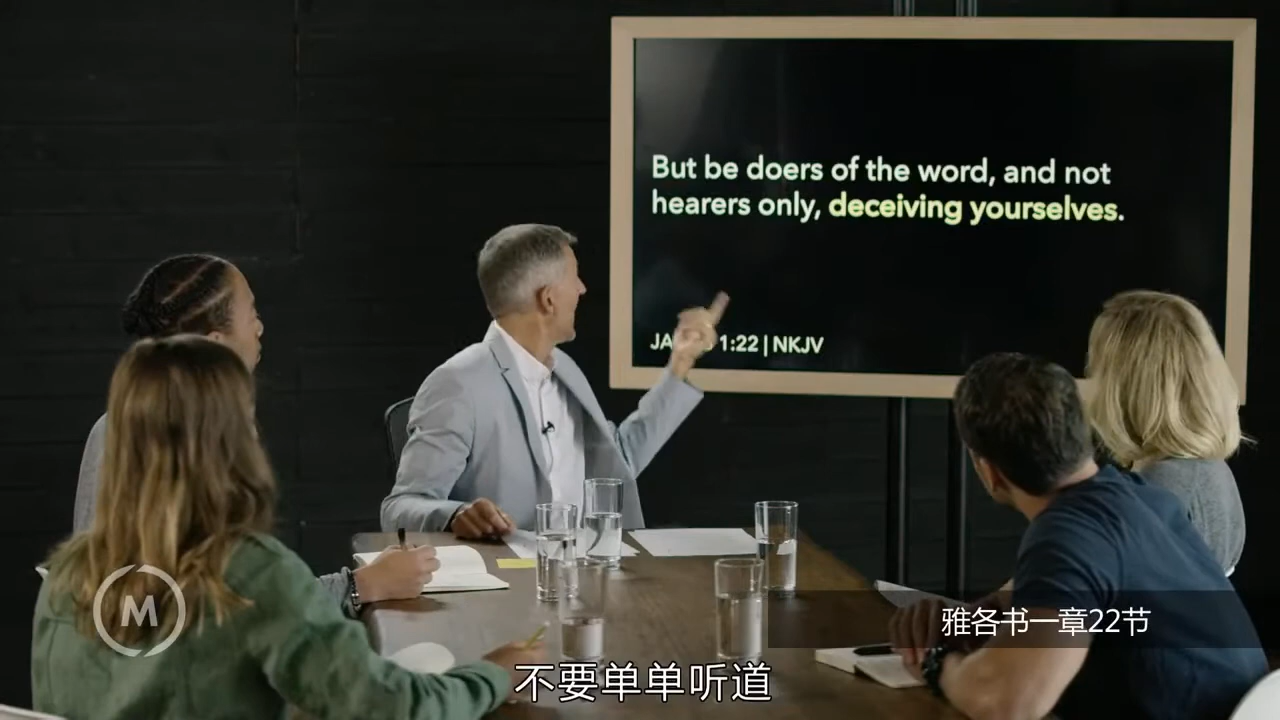 But be doers of the word, and not
hearers only, deceiving yourselves.
1:22 | NKJV
M
雅各书一章22节
不要单单听道